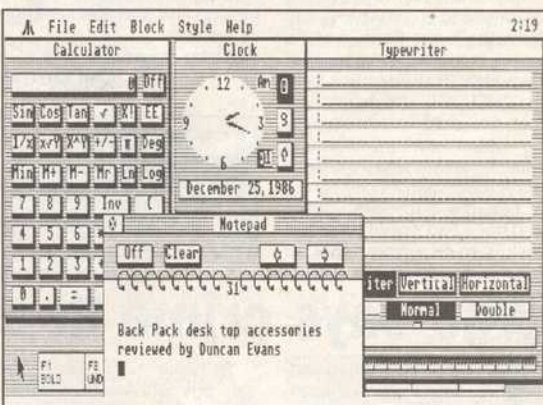 File Edit Block Style Help 2:19
Calculator
0 Off
Sin Cos Tan √ X! EE
1/x x√Y X^Y +/- π Deg
Min M+ M- Mr Ln Log
7 8 9 Inv (
4 5 6
1 2 3
0 . =
Clock
12
3
6
9
Am
December 25, 1986
Typewriter
Vertical Horizontal
Normal Double
Notepad
Off Clear
31
Back Pack desk top accessories
reviewed by Duncan Evans
F1
BOLD